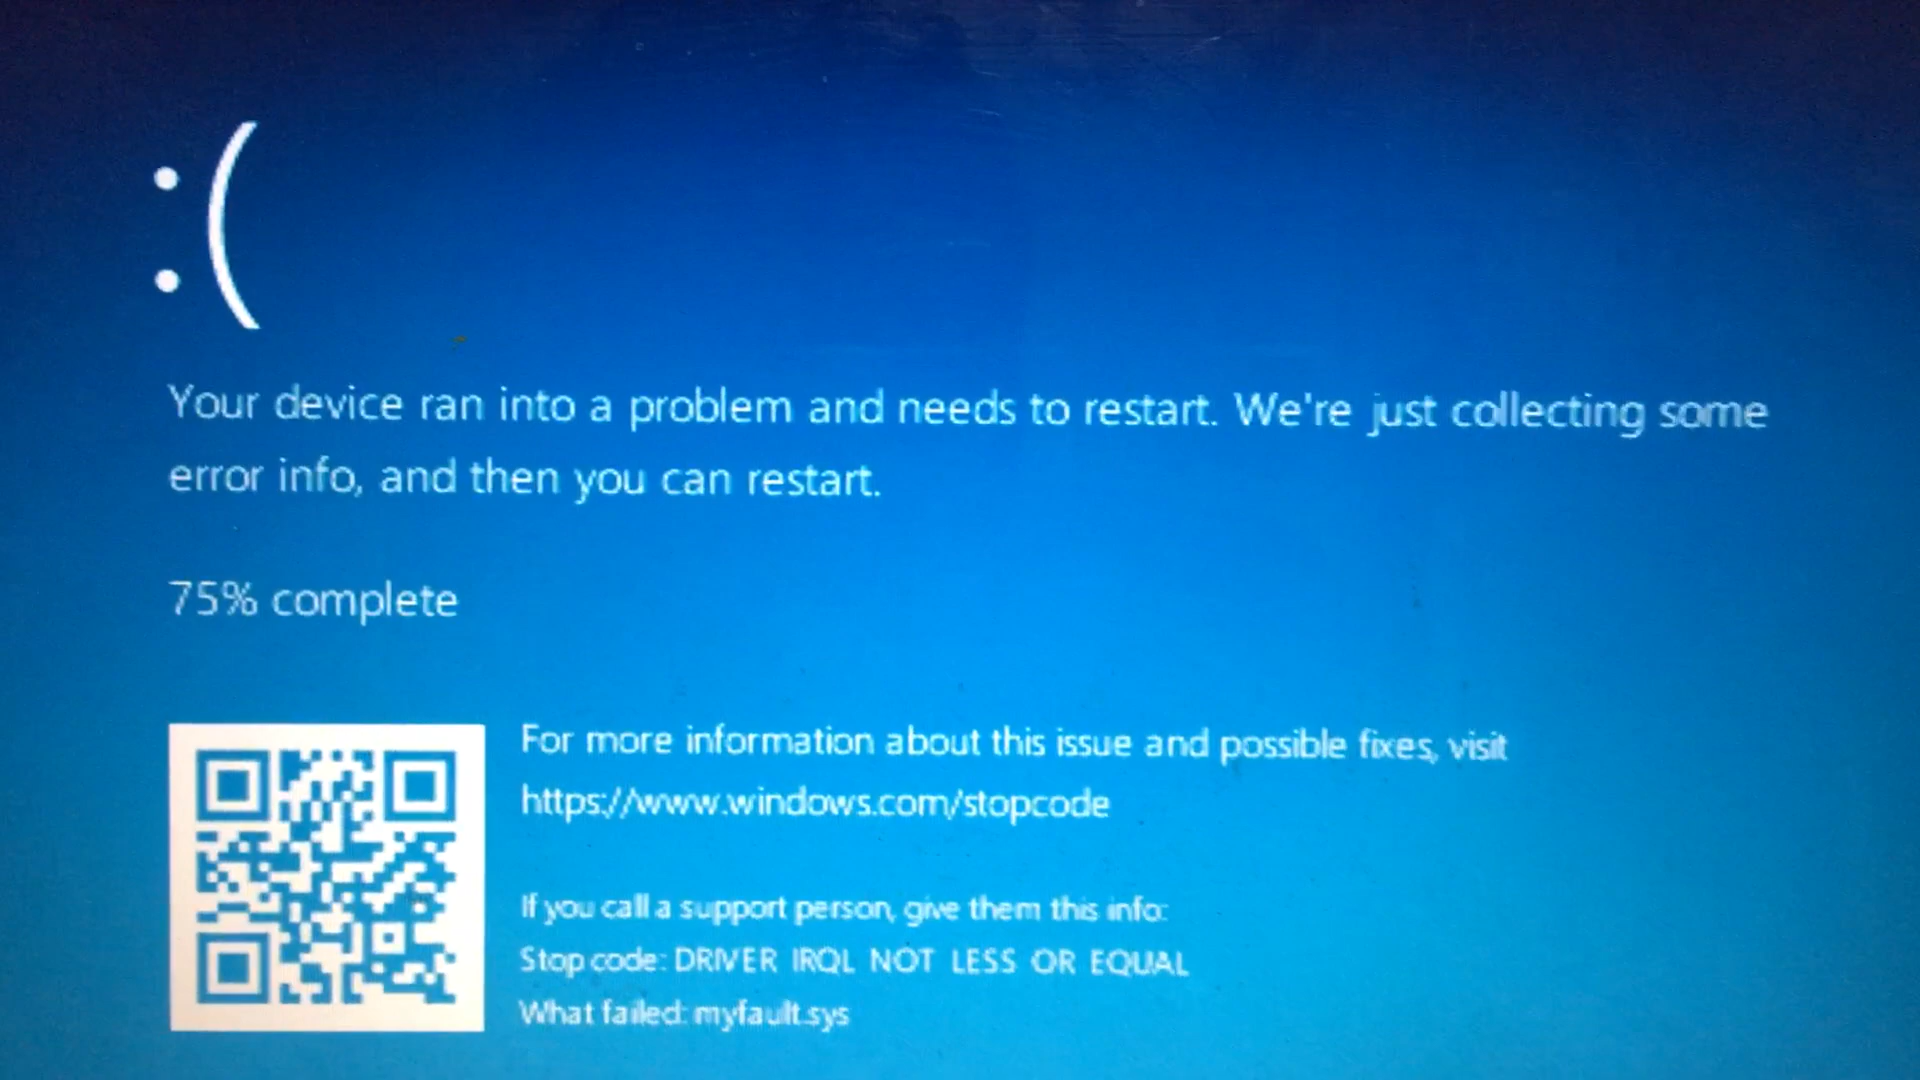 :(
Your device ran into a problem and needs to restart. We're just collecting some
error info, and then you can restart.
75% complete
For more information about this issue and possible fixes, visit
https://www.windows.com/stopcode
If you call a support person, give them this info:
Stop code: DRIVER IRQL NOT LESS OR EQUAL
What failed: myfault.sys